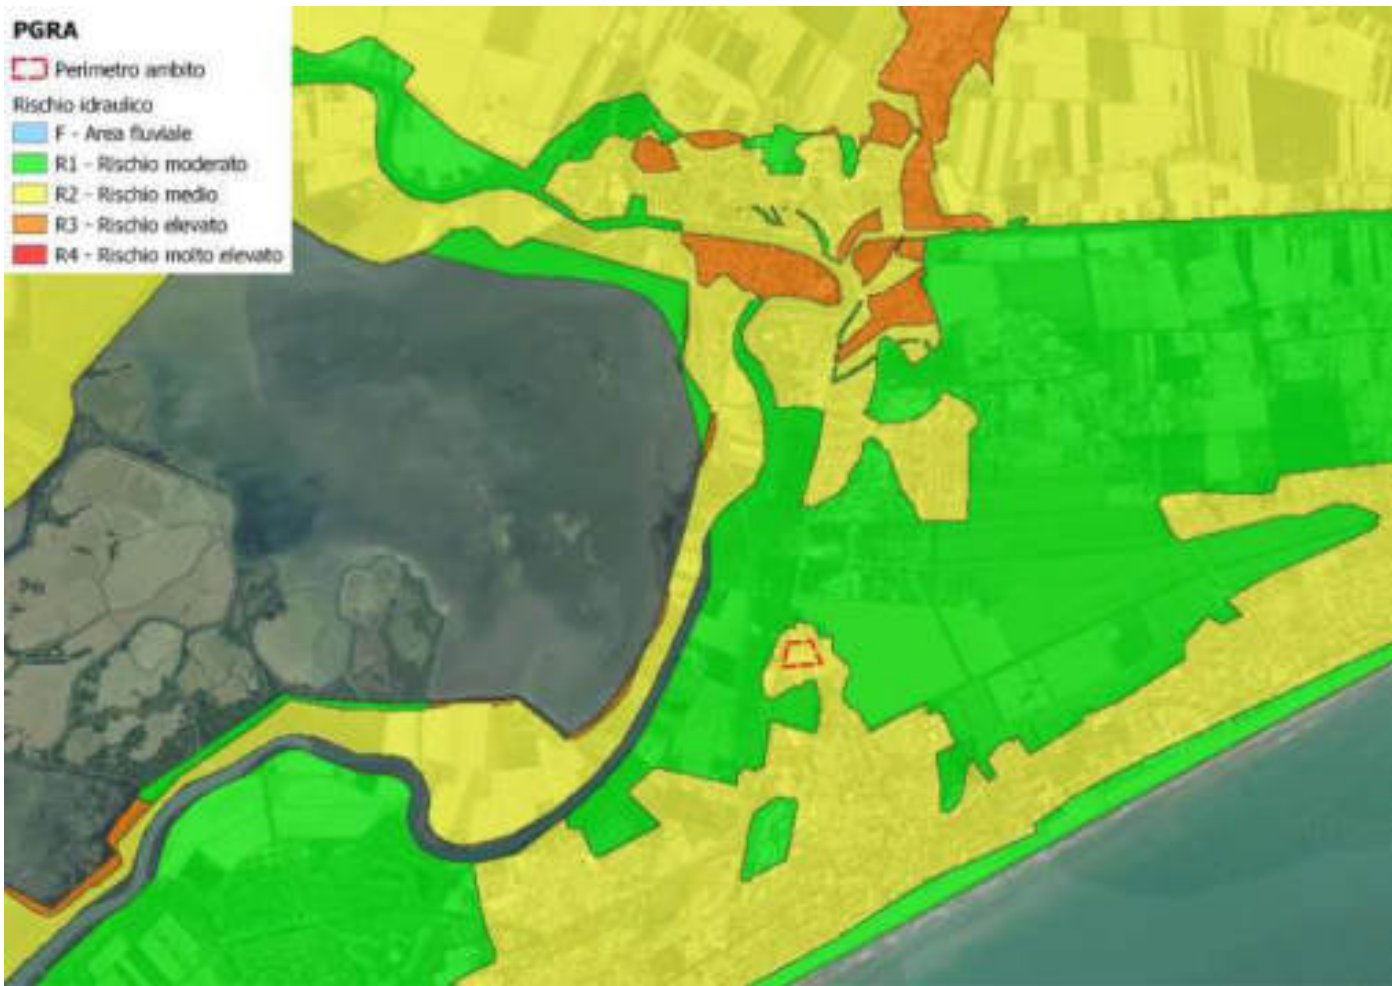 PGRA
Perimetro ambito
Rischio idraulico
F - Area fluviale
R1 - Rischio moderato
R2 - Rischio medio
R3 - Rischio elevato
R4 - Rischio molto elevato